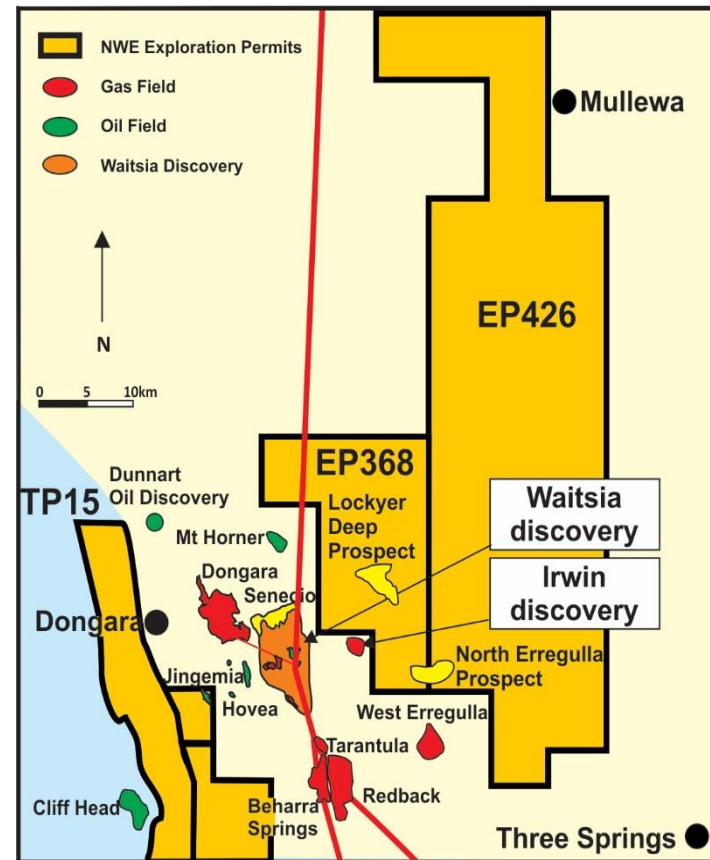 NWE Exploration Permits
Gas Field
Oil Field
Waitsia Discovery
Mullewa
N
0 5 10km
EP426
EP368
TP15
Dunnart
Oil Discovery
Mt Horner
Lockyer
Deep
Prospect
Waitsia
discovery
Irwin
discovery
Dongara
Senecio
Dongara
Jingemia
Hovea
North Erregulla
Prospect
West Erregulla
Tarantula
Redback
Beharra
Springs
Cliff Head
Three Springs